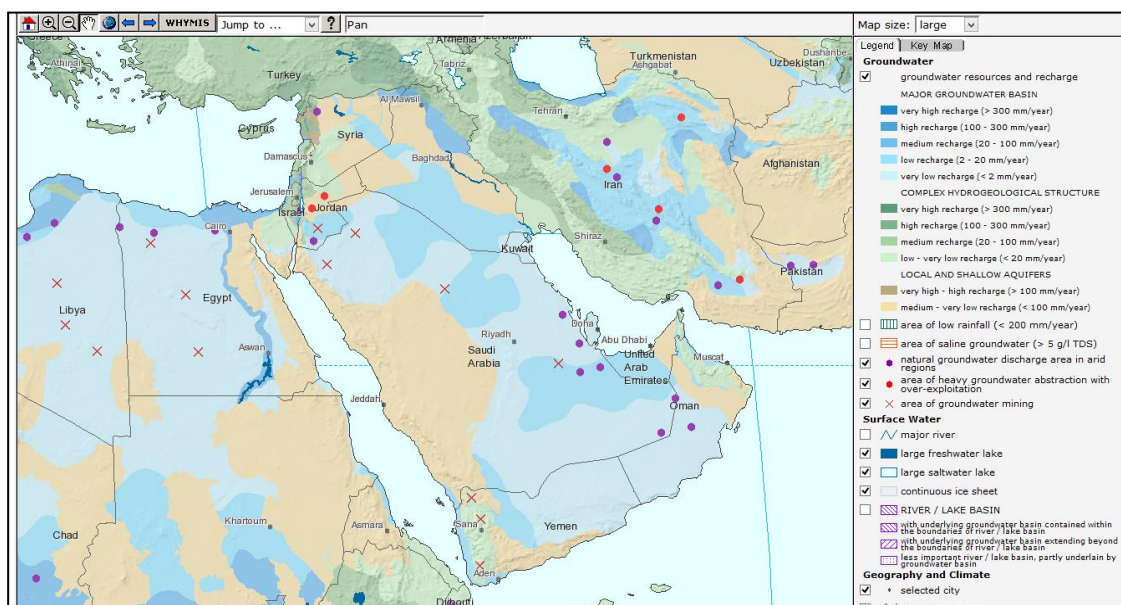 WHYMIS
Jump to ...
?
Pan
Map size:
large
Legend
Key Map
Groundwater
groundwater resources and recharge
MAJOR GROUNDWATER BASIN
very high recharge (> 300 mm/year)
high recharge (100 - 300 mm/year)
medium recharge (20 - 100 mm/year)
low recharge (2 - 20 mm/year)
very low recharge (< 2 mm/year)
COMPLEX HYDROGEOLOGICAL STRUCTURE
very high recharge (> 300 mm/year)
high recharge (100 - 300 mm/year)
medium recharge (20 - 100 mm/year)
low - very low recharge (< 20 mm/year)
LOCAL AND SHALLOW AQUIFERS
very high - high recharge (> 100 mm/year)
medium - very low recharge (< 100 mm/year)
area of low rainfall (< 200 mm/year)
area of saline groundwater (> 5 g/l TDS)
natural groundwater discharge area in arid
regions
area of heavy groundwater abstraction with
over-exploitation
area of groundwater mining
Surface Water
major river
large freshwater lake
large saltwater lake
continuous ice sheet
RIVER / LAKE BASIN
with underlying groundwater basin contained within
the boundaries of river / lake basin
with underlying groundwater basin extending beyond
the boundaries of river / lake basin
less important river / lake basin, partly underlain by
groundwater basin
Geography and Climate
selected city
Greece
Athinai
Turkey
Armenia
Azerbaijan
Tabriz
Turkmenistan
Ashgabat
Uzbekistan
Dushanbe
Al Mawsil
Tehran
Cyprus
Syria
Damascus
Baghdad
Afghanistan
Iran
Jerusalem
Israel
Jordan
Cairo
Kuwait
Shiraz
Pakistan
Libya
Egypt
Riyadh
Doha
Abu Dhabi
Aswan
Saudi
Arabia
United
Arab
Emirates
Muscat
Jeddah
Oman
Chad
Khartoum
Asmara
Sana
Yemen
Aden
Djibouti